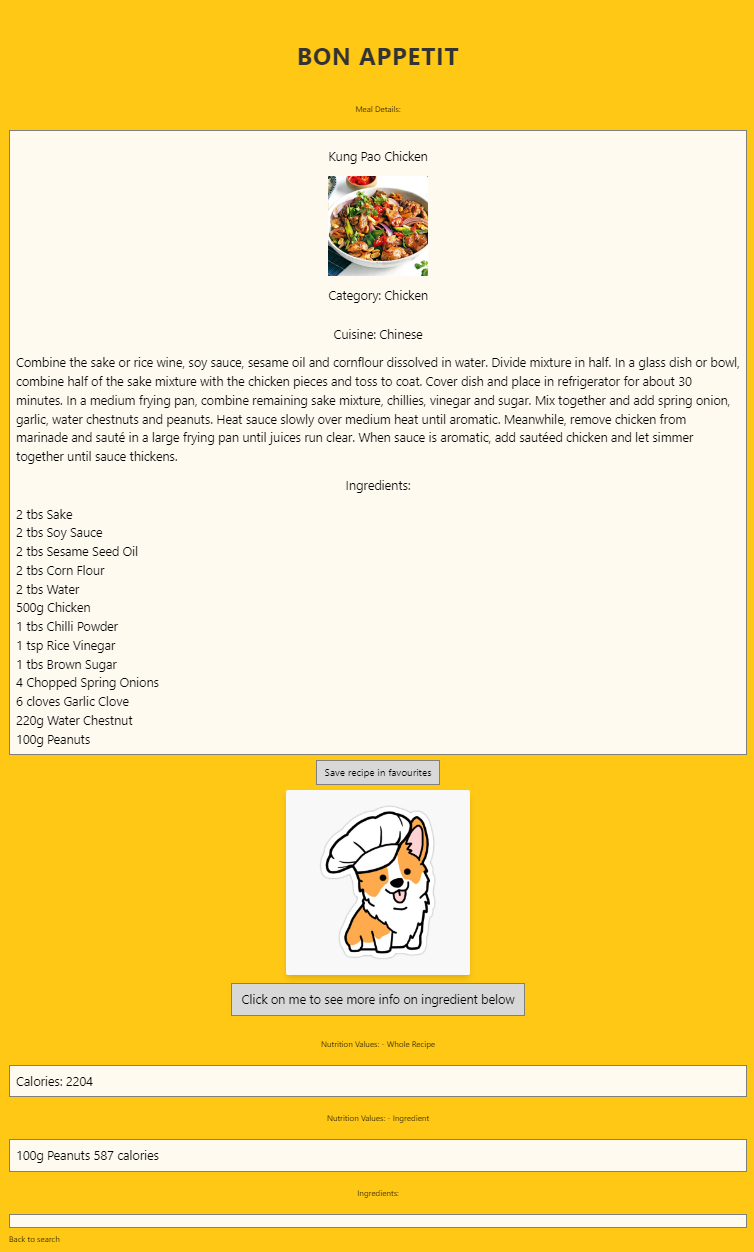 BON APPETIT
Meal Details:
Kung Pao Chicken
Category: Chicken
Cuisine: Chinese
Combine the sake or rice wine, soy sauce, sesame oil and cornflour dissolved in water. Divide mixture in half. In a glass dish or bowl,
combine half of the sake mixture with the chicken pieces and toss to coat. Cover dish and place in refrigerator for about 30
minutes. In a medium frying pan, combine remaining sake mixture, chillies, vinegar and sugar. Mix together and add spring onion,
garlic, water chestnuts and peanuts. Heat sauce slowly over medium heat until aromatic. Meanwhile, remove chicken from
marinade and sauté in a large frying pan until juices run clear. When sauce is aromatic, add sautéed chicken and let simmer
together until sauce thickens.
Ingredients:
2 tbs Sake
2 tbs Soy Sauce
2 tbs Sesame Seed Oil
2 tbs Corn Flour
2 tbs Water
500g Chicken
1 tbs Chilli Powder
1 tsp Rice Vinegar
1 tbs Brown Sugar
4 Chopped Spring Onions
6 cloves Garlic Clove
220g Water Chestnut
100g Peanuts
Save recipe in favourites
Click on me to see more info on ingredient below
Nutrition Values: - Whole Recipe
Calories: 2204
Nutrition Values: - Ingredient
100g Peanuts 587 calories
Ingredients:
Back to search